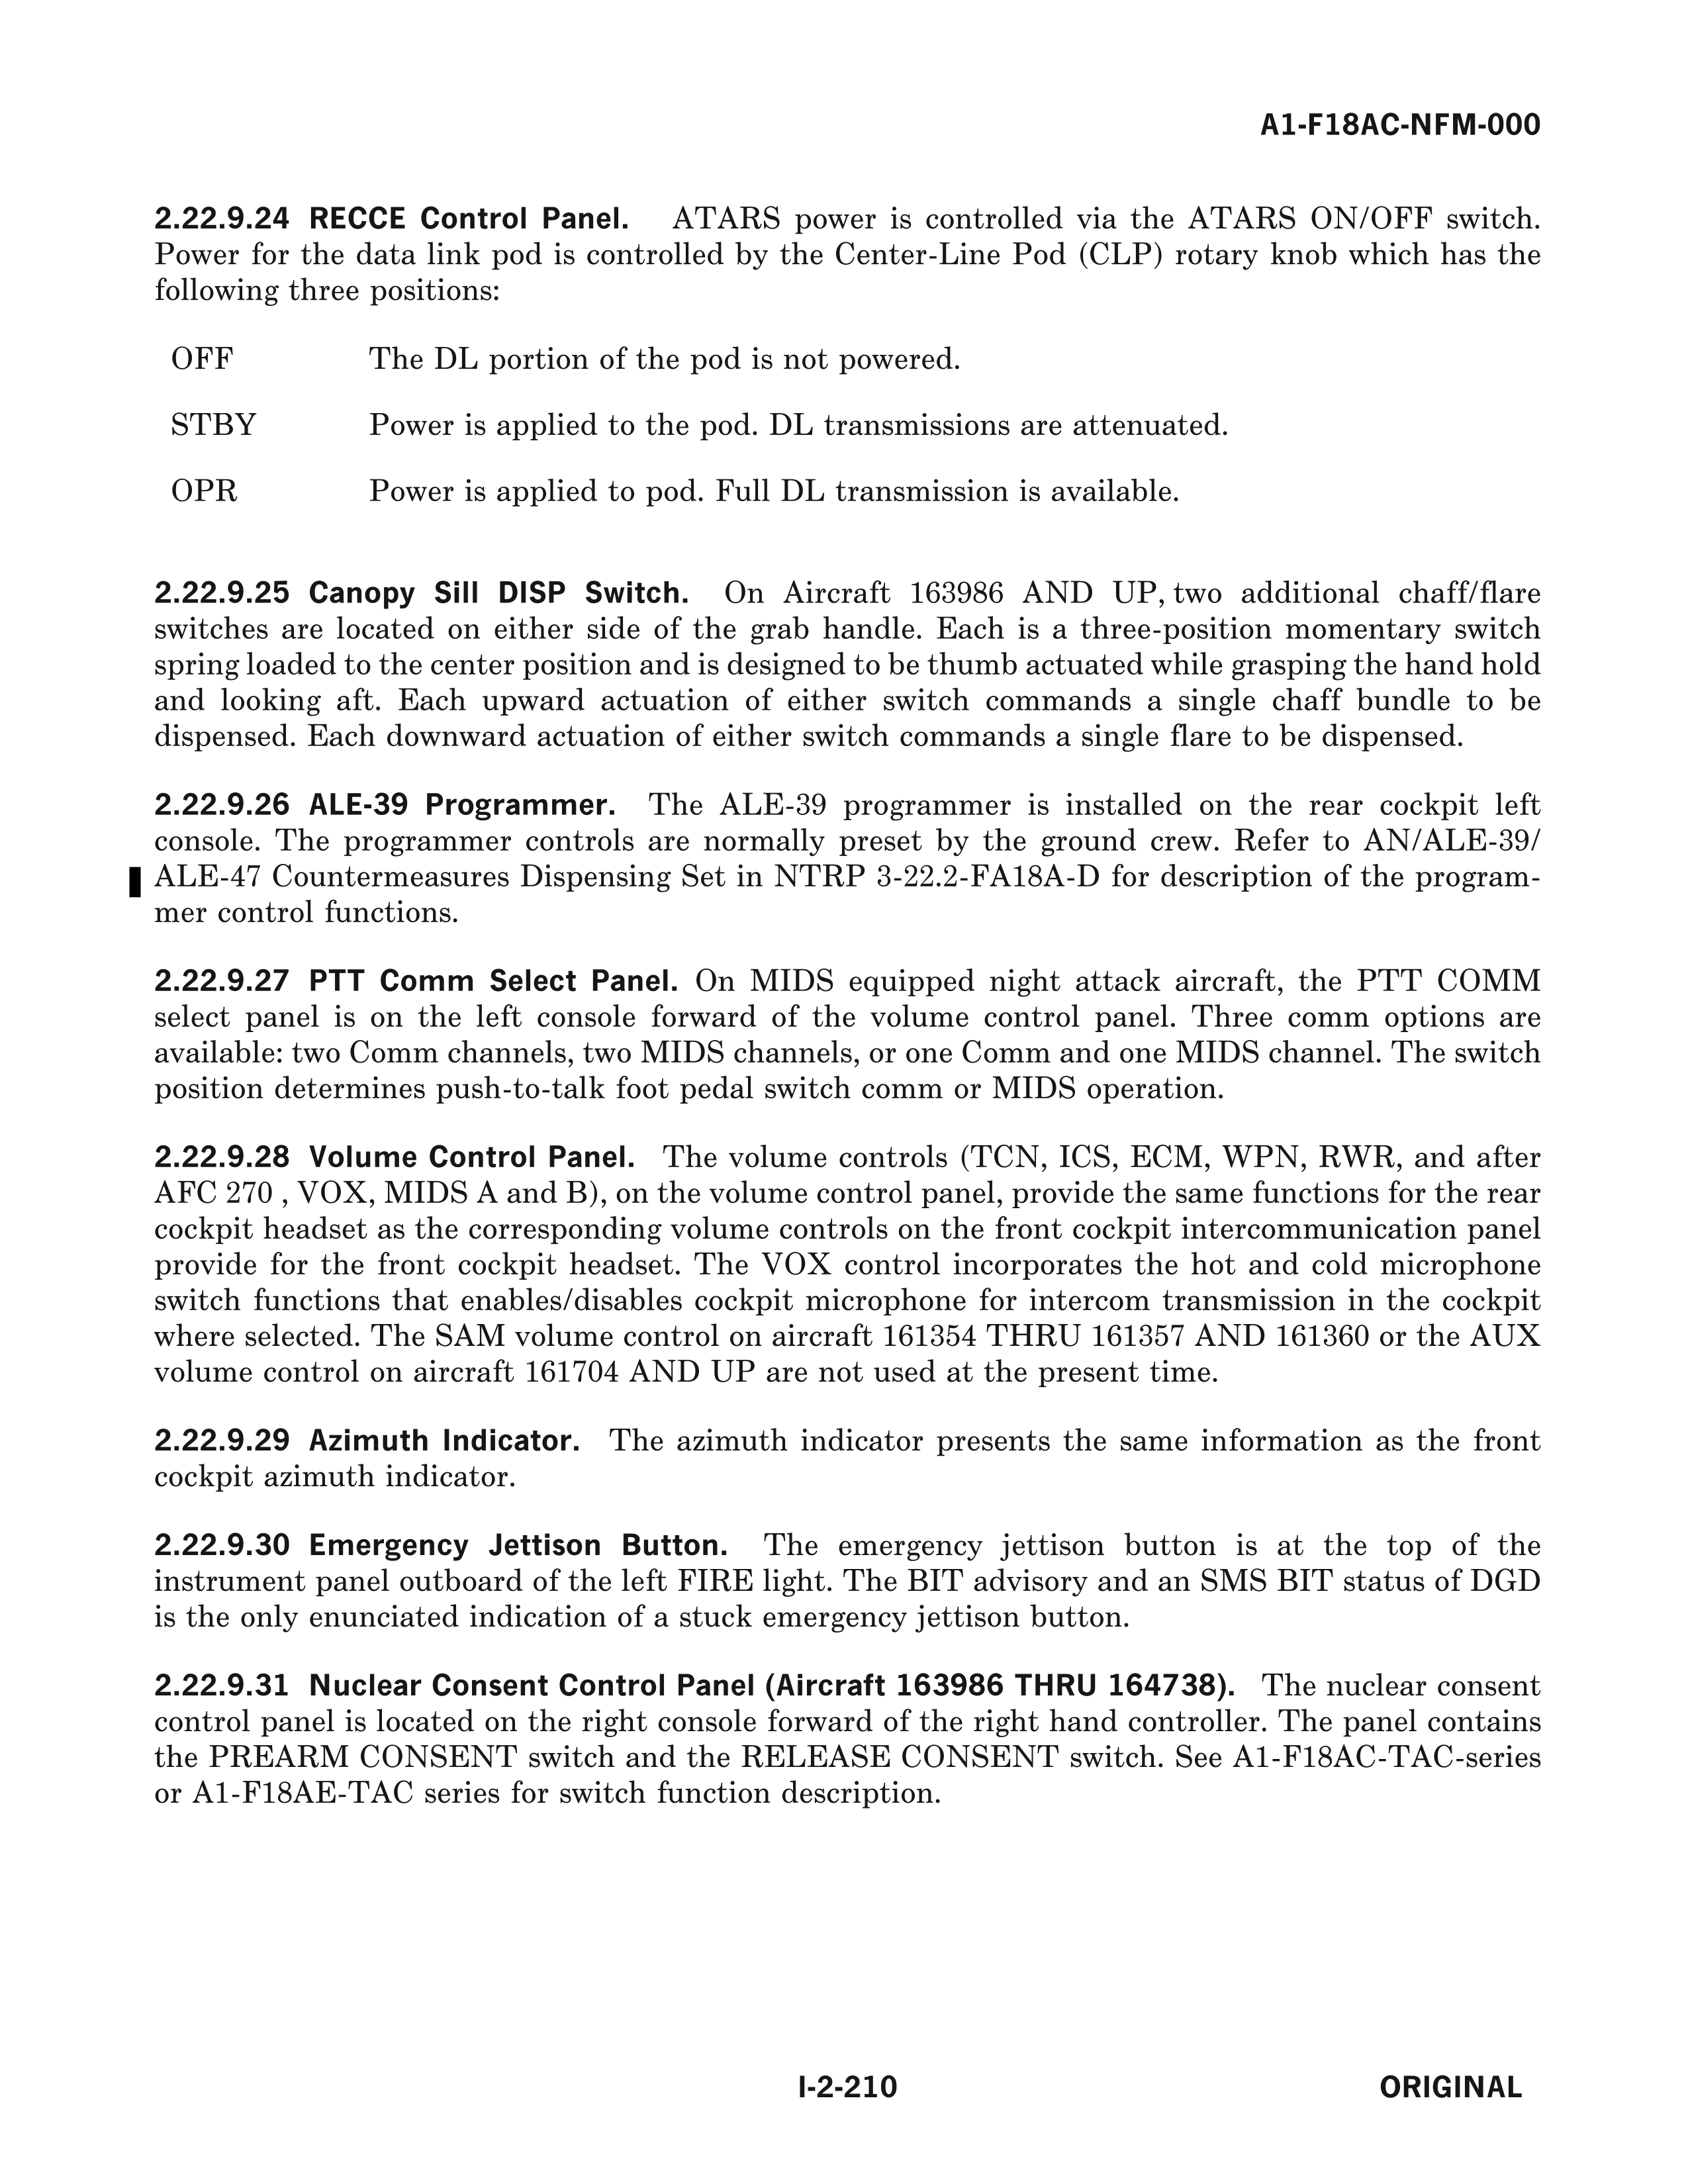 A1-F18AC-NFM-000
2.22.9.24 RECCE Control Panel. ATARS power is controlled via the ATARS ON/OFF switch.
Power for the data link pod is controlled by the Center-Line Pod (CLP) rotary knob which has the
following three positions:
OFF The DL portion of the pod is not powered.
STBY Power is applied to the pod. DL transmissions are attenuated.
OPR Power is applied to pod. Full DL transmission is available.
2.22.9.25 Canopy Sill DISP Switch. On Aircraft 163986 AND UP, two additional chaff/flare
switches are located on either side of the grab handle. Each is a three-position momentary switch
spring loaded to the center position and is designed to be thumb actuated while grasping the hand hold
and looking aft. Each upward actuation of either switch commands a single chaff bundle to be
dispensed. Each downward actuation of either switch commands a single flare to be dispensed.
2.22.9.26 ALE-39 Programmer. The ALE-39 programmer is installed on the rear cockpit left
console. The programmer controls are normally preset by the ground crew. Refer to AN/ALE-39/
ALE-47 Countermeasures Dispensing Set in NTRP 3-22.2-FA18A-D for description of the program-
mer control functions.
2.22.9.27 PTT Comm Select Panel. On MIDS equipped night attack aircraft, the PTT COMM
select panel is on the left console forward of the volume control panel. Three comm options are
available: two Comm channels, two MIDS channels, or one Comm and one MIDS channel. The switch
position determines push-to-talk foot pedal switch comm or MIDS operation.
2.22.9.28 Volume Control Panel. The volume controls (TCN, ICS, ECM, WPN, RWR, and after
AFC 270 , VOX, MIDS A and B), on the volume control panel, provide the same functions for the rear
cockpit headset as the corresponding volume controls on the front cockpit intercommunication panel
provide for the front cockpit headset. The VOX control incorporates the hot and cold microphone
switch functions that enables/disables cockpit microphone for intercom transmission in the cockpit
where selected. The SAM volume control on aircraft 161354 THRU 161357 AND 161360 or the AUX
volume control on aircraft 161704 AND UP are not used at the present time.
2.22.9.29 Azimuth Indicator. The azimuth indicator presents the same information as the front
cockpit azimuth indicator.
2.22.9.30 Emergency Jettison Button. The emergency jettison button is at the top of the
instrument panel outboard of the left FIRE light. The BIT advisory and an SMS BIT status of DGD
is the only enunciated indication of a stuck emergency jettison button.
2.22.9.31 Nuclear Consent Control Panel (Aircraft 163986 THRU 164738). The nuclear consent
control panel is located on the right console forward of the right hand controller. The panel contains
the PREARM CONSENT switch and the RELEASE CONSENT switch. See A1-F18AC-TAC-series
or A1-F18AE-TAC series for switch function description.
I-2-210
ORIGINAL